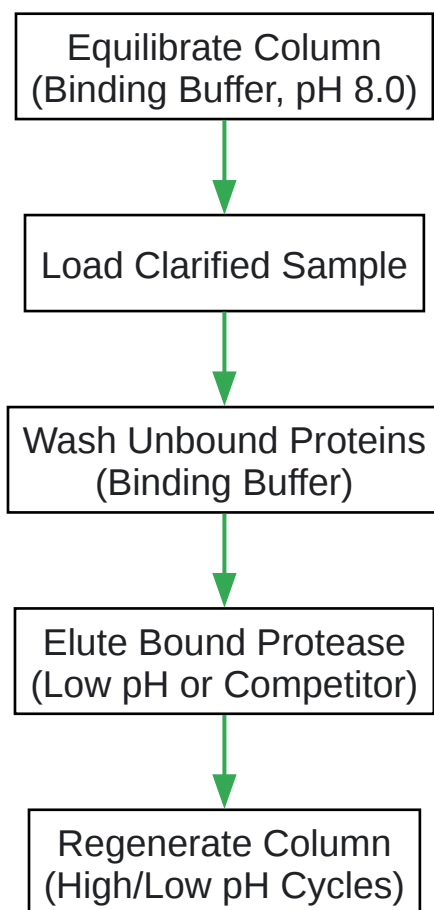 Equilibrate Column
(Binding Buffer, pH 8.0)
Load Clarified Sample
Wash Unbound Proteins
(Binding Buffer)
Elute Bound Protease
(Low pH or Competitor)
Regenerate Column
(High/Low pH Cycles)